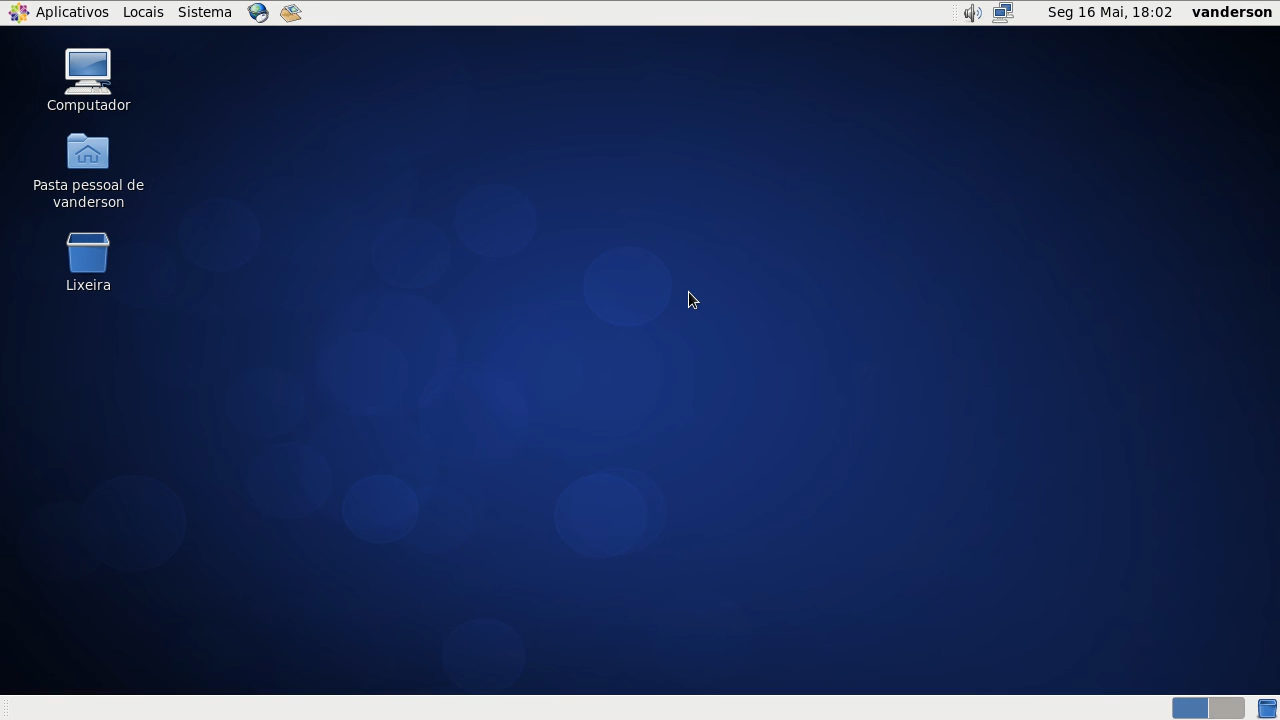 Aplicativos Locais Sistema Seg 16 Mai, 18:02 vanderson
Computador
Pasta pessoal de
vanderson
Lixeira